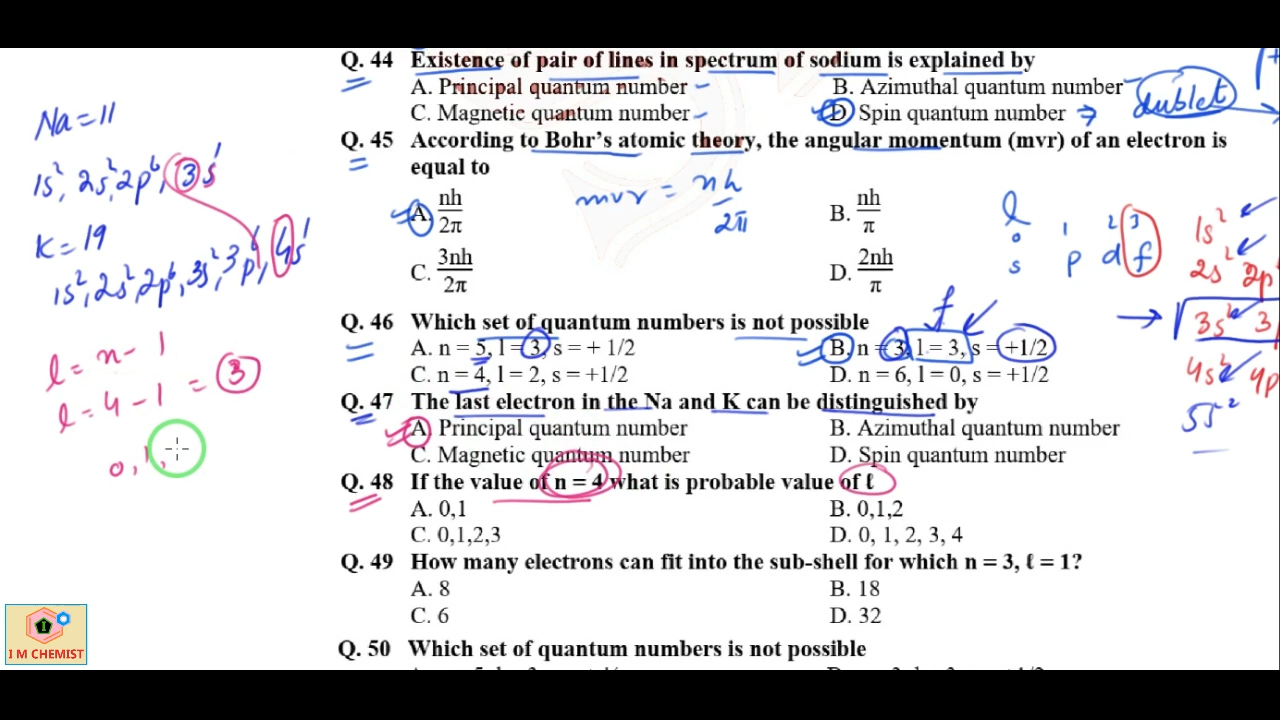 Q. 44 Existence of pair of lines in spectrum of sodium is explained by
A. Principal quantum number B. Azimuthal quantum number
C. Magnetic quantum number D. Spin quantum number ⇒ dublet
Q. 45 According to Bohr's atomic theory, the angular momentum (mvr) of an electron is
equal to
mvr = nh/2π
A. nh/2π B. nh/π
C. 3nh/2π D. 2nh/π
Q. 46 Which set of quantum numbers is not possible
A. n = 5, l = 3, s = + 1/2 B. n = 3, l = 3, s = +1/2
C. n = 4, l = 2, s = +1/2 D. n = 6, l = 0, s = +1/2
Q. 47 The last electron in the Na and K can be distinguished by
A. Principal quantum number B. Azimuthal quantum number
C. Magnetic quantum number D. Spin quantum number
Q. 48 If the value of n = 4 what is probable value of ℓ
A. 0,1 B. 0,1,2
C. 0,1,2,3 D. 0, 1, 2, 3, 4
Q. 49 How many electrons can fit into the sub-shell for which n = 3, ℓ = 1?
A. 8 B. 18
C. 6 D. 32
Q. 50 Which set of quantum numbers is not possible
Na = 11
1s², 2s², 2p⁶, 3s¹
K = 19
1s², 2s², 2p⁶, 3s², 3p⁶, 4s¹
l = n - 1
l = 4 - 1 = 3
0, 1,
l
0 1 2 3
s p d f
f
1s²
2s² 2p
3s² 3
4s² 4p
5s²
I
I M CHEMIST